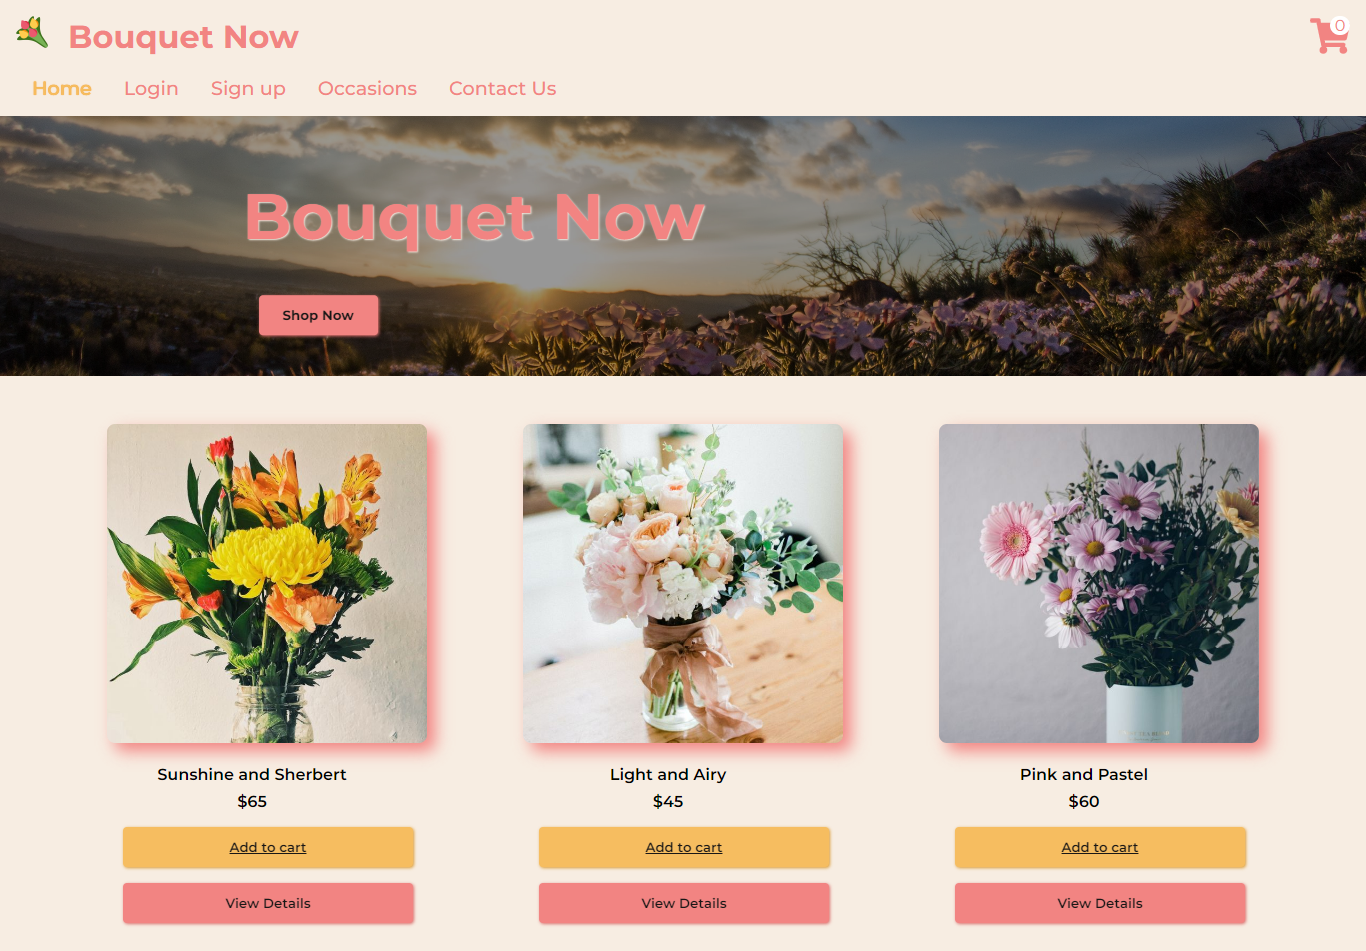 Bouquet Now
0
Home Login Sign up Occasions Contact Us
Bouquet Now
Shop Now
Sunshine and Sherbert
$65
Add to cart
View Details
Light and Airy
$45
Add to cart
View Details
Pink and Pastel
$60
Add to cart
View Details